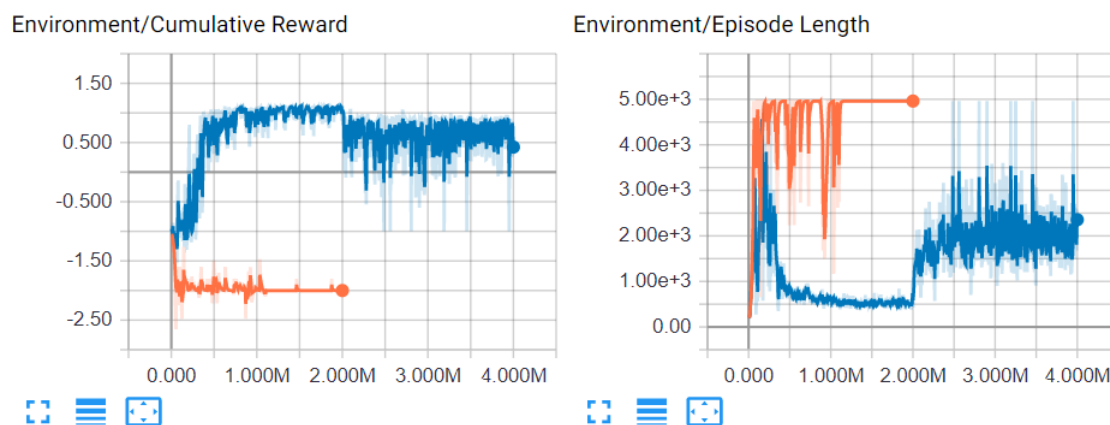 Environment/Cumulative Reward
1.50
0.500
-0.500
-1.50
-2.50
0.000 1.000M 2.000M 3.000M 4.000M
Environment/Episode Length
5.00e+3
4.00e+3
3.00e+3
2.00e+3
1.00e+3
0.00
0.000 1.000M 2.000M 3.000M 4.000M